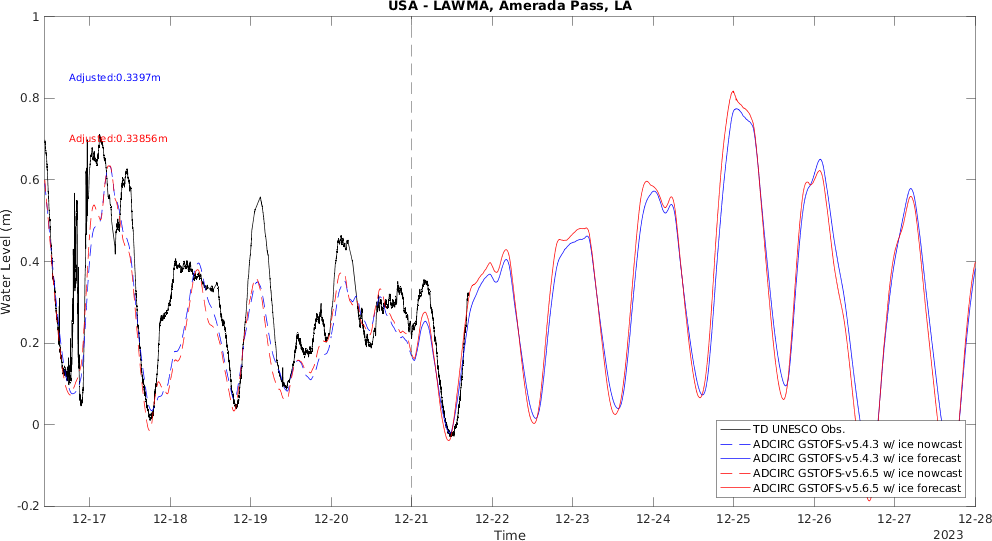 USA - LAWMA, Amerada Pass, LA
1
0.8
0.6
0.4
0.2
0
-0.2
Water Level (m)
Adjusted:0.3397m
Adjusted:0.33856m
TD UNESCO Obs.
ADCIRC GSTOFS-v5.4.3 w/ ice nowcast
ADCIRC GSTOFS-v5.4.3 w/ ice forecast
ADCIRC GSTOFS-v5.6.5 w/ ice nowcast
ADCIRC GSTOFS-v5.6.5 w/ ice forecast
12-17 12-18 12-19 12-20 12-21 12-22 12-23 12-24 12-25 12-26 12-27 12-28
Time
2023